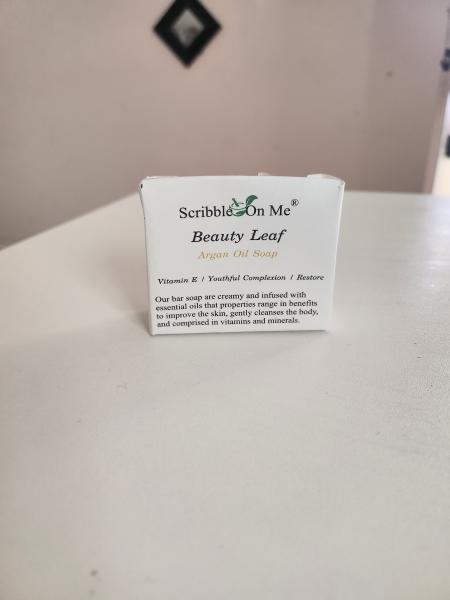 Scribble On Me®
Beauty Leaf
Argan Oil Soap
Vitamin E / Youthful Complexion / Restore
Our bar soap are creamy and infused with
essential oils that properties range in benefits
to improve the skin, gently cleanses the body,
and comprised in vitamins and minerals.